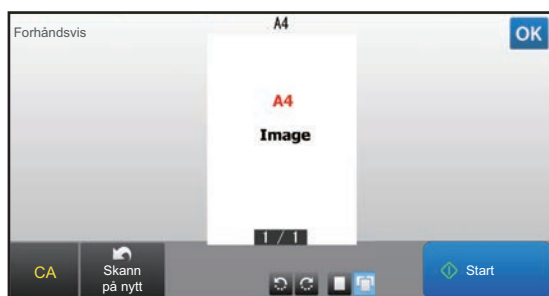 Forhåndsvis
A4
OK
A4
Image
1 / 1
CA
Skann
på nytt
Start